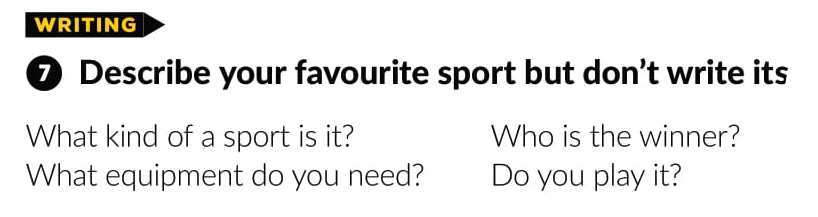 WRITING
7 Describe your favourite sport but don't write its
What kind of a sport is it?
What equipment do you need?
Who is the winner?
Do you play it?